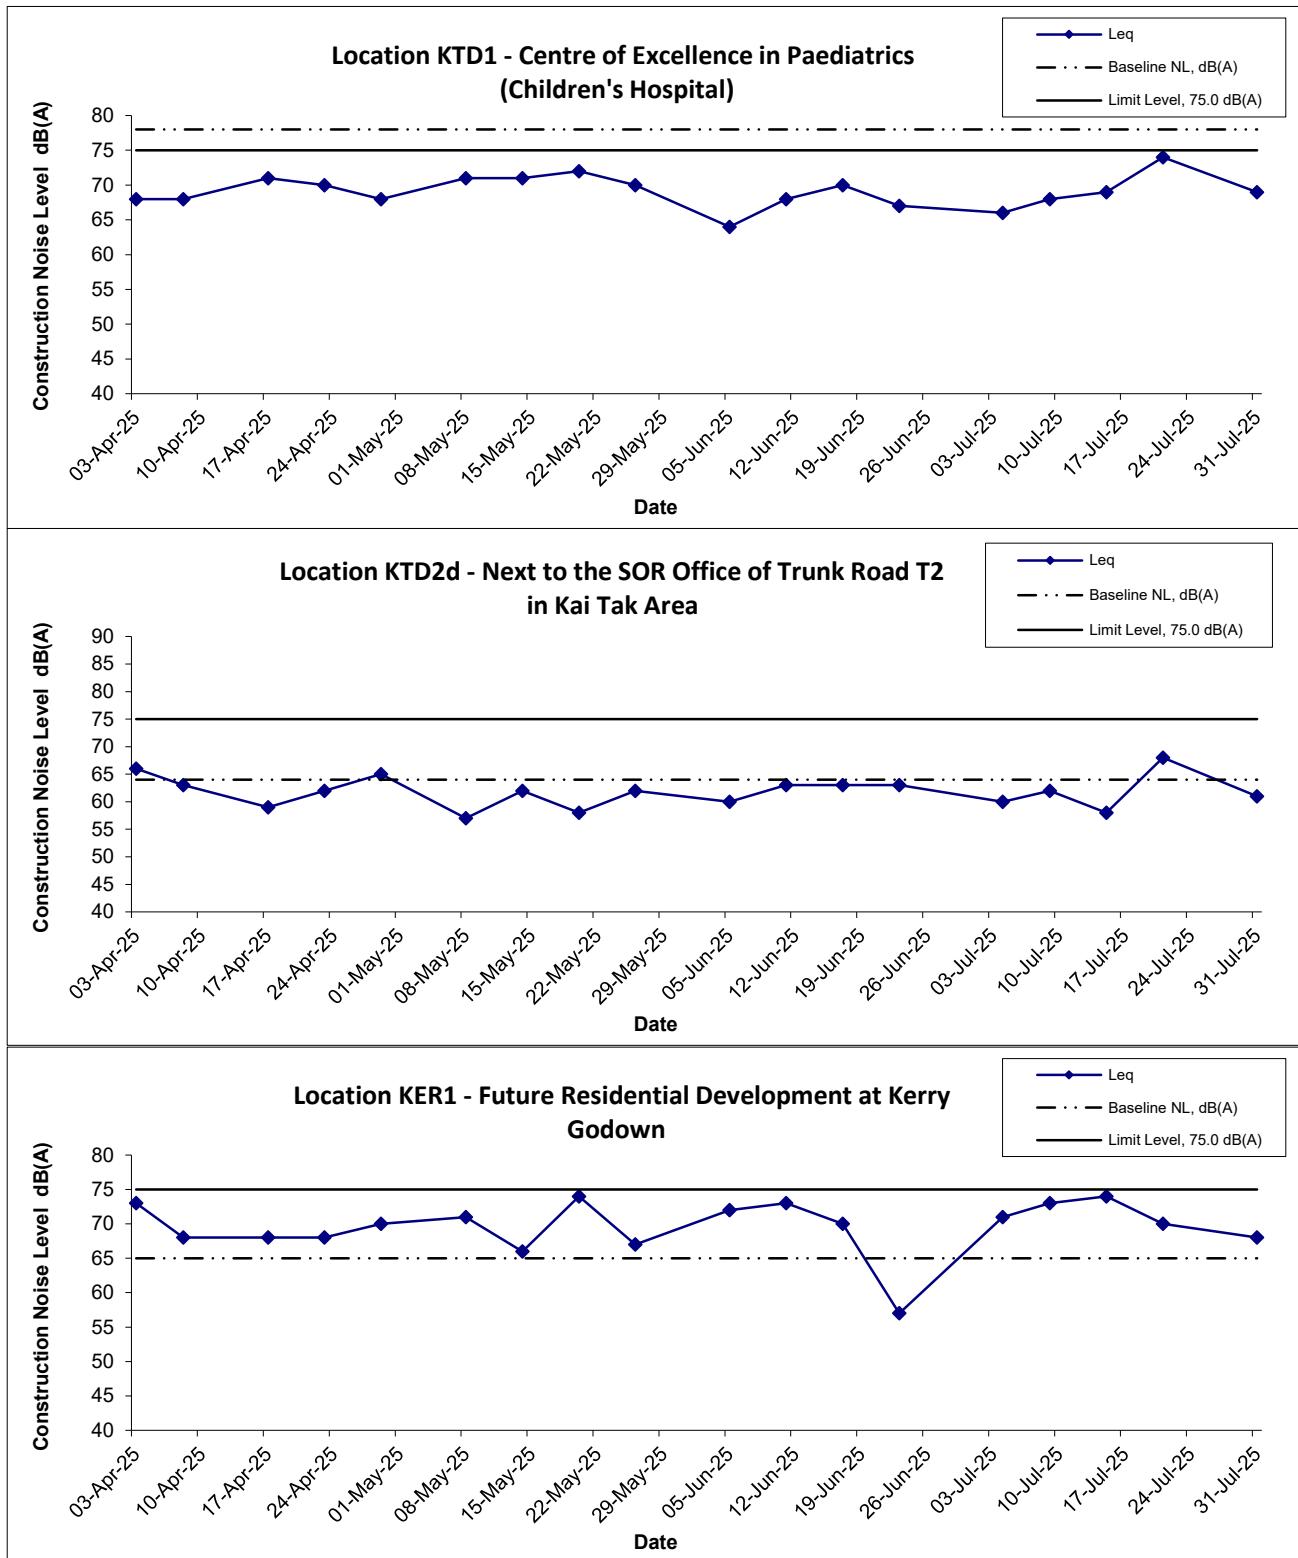 Location KTD1 - Centre of Excellence in Paediatrics
(Children's Hospital)
Leq
Baseline NL, dB(A)
Limit Level, 75.0 dB(A)
Construction Noise Level dB(A)
80
75
70
65
60
55
50
45
40
03-Apr-25
10-Apr-25
17-Apr-25
24-Apr-25
01-May-25
08-May-25
15-May-25
22-May-25
29-May-25
05-Jun-25
12-Jun-25
19-Jun-25
26-Jun-25
03-Jul-25
10-Jul-25
17-Jul-25
24-Jul-25
31-Jul-25
Date
Location KTD2d - Next to the SOR Office of Trunk Road T2
in Kai Tak Area
Leq
Baseline NL, dB(A)
Limit Level, 75.0 dB(A)
Construction Noise Level dB(A)
90
85
80
75
70
65
60
55
50
45
40
03-Apr-25
10-Apr-25
17-Apr-25
24-Apr-25
01-May-25
08-May-25
15-May-25
22-May-25
29-May-25
05-Jun-25
12-Jun-25
19-Jun-25
26-Jun-25
03-Jul-25
10-Jul-25
17-Jul-25
24-Jul-25
31-Jul-25
Date
Location KER1 - Future Residential Development at Kerry
Godown
Leq
Baseline NL, dB(A)
Limit Level, 75.0 dB(A)
Construction Noise Level dB(A)
80
75
70
65
60
55
50
45
40
03-Apr-25
10-Apr-25
17-Apr-25
24-Apr-25
01-May-25
08-May-25
15-May-25
22-May-25
29-May-25
05-Jun-25
12-Jun-25
19-Jun-25
26-Jun-25
03-Jul-25
10-Jul-25
17-Jul-25
24-Jul-25
31-Jul-25
Date